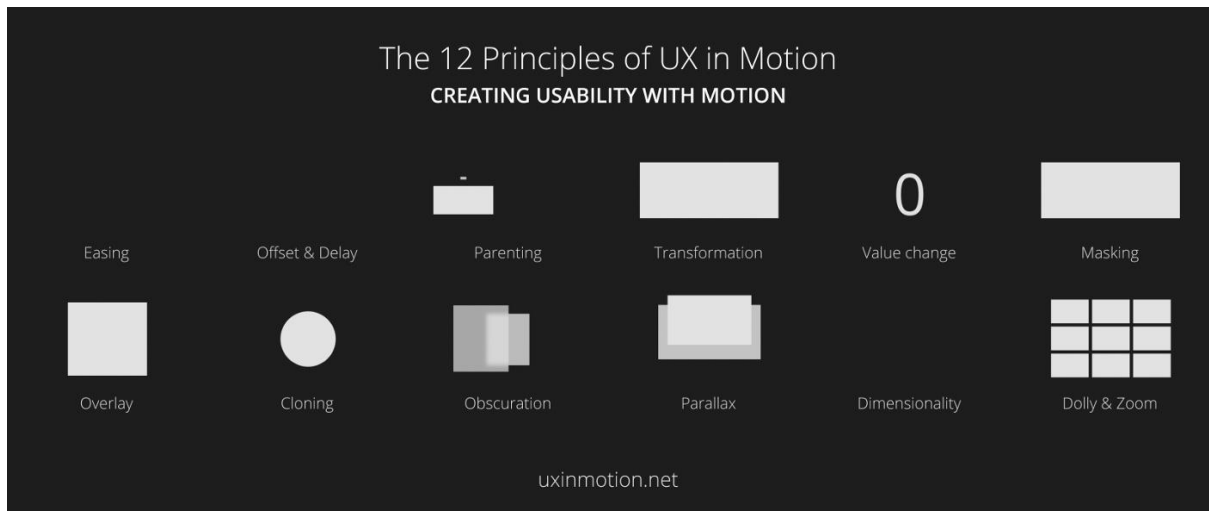 The 12 Principles of UX in Motion
CREATING USABILITY WITH MOTION
0
Easing Offset & Delay Parenting Transformation Value change Masking
Overlay Cloning Obscuration Parallax Dimensionality Dolly & Zoom
uxinmotion.net